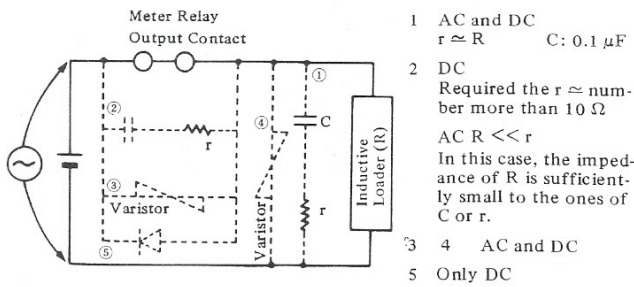 Meter Relay
Output Contact
①
②
r
③
Varistor
④
Varistor
⑤
C
r
Inductive
Loader (R)
1 AC and DC
r ≃ R C: 0.1 μF
2 DC
Required the r ≃ num-
ber more than 10 Ω
AC R << r
In this case, the imped-
ance of R is sufficient-
ly small to the ones of
C or r.
3 4 AC and DC
5 Only DC